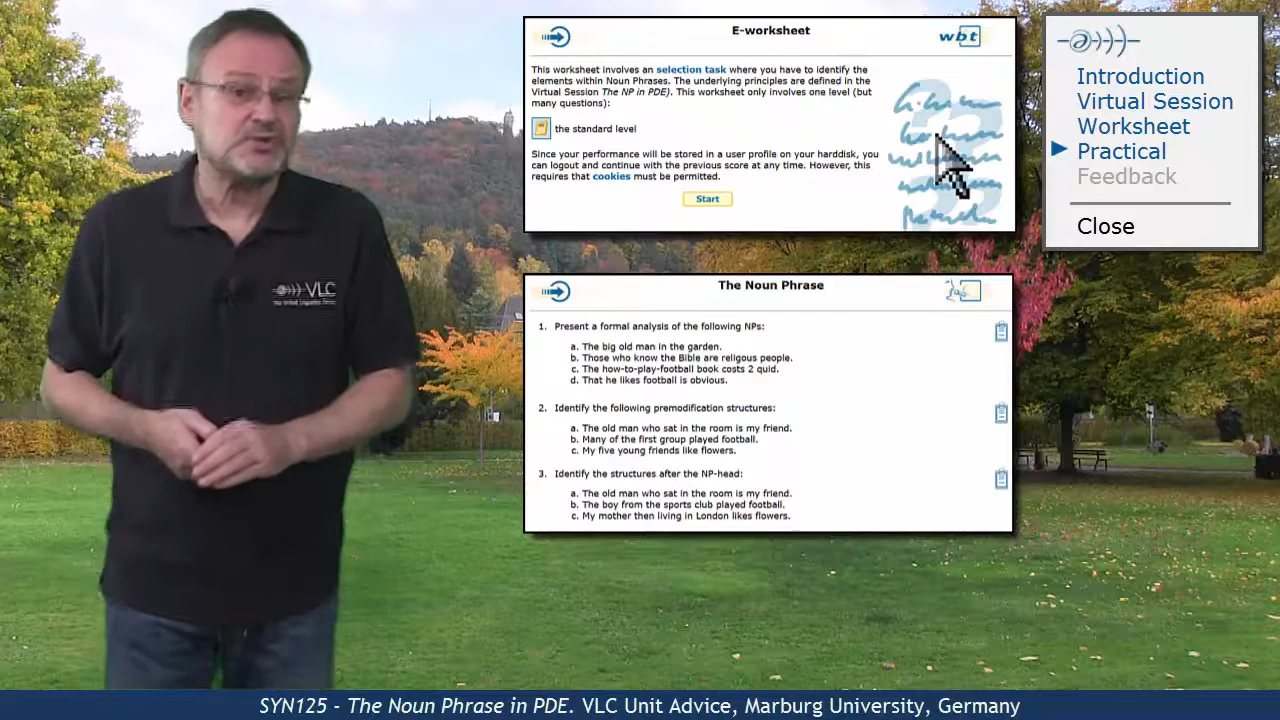 E-worksheet
wbt
This worksheet involves an selection task where you have to identify the
elements within Noun Phrases. The underlying principles are defined in the
Virtual Session The NP in PDE). This worksheet only involves one level (but
many questions):
the standard level
Since your performance will be stored in a user profile on your harddisk, you
can logout and continue with the previous score at any time. However, this
requires that cookies must be permitted.
Start
Introduction
Virtual Session
Worksheet
Practical
Feedback
Close
VLC
The Noun Phrase
1. Present a formal analysis of the following NPs:
a. The big old man in the garden.
b. Those who know the Bible are religous people.
c. The how-to-play-football book costs 2 quid.
d. That he likes football is obvious.
2. Identify the following premodification structures:
a. The old man who sat in the room is my friend.
b. Many of the first group played football.
c. My five young friends like flowers.
3. Identify the structures after the NP-head:
a. The old man who sat in the room is my friend.
b. The boy from the sports club played football.
c. My mother then living in London likes flowers.
SYN125 - The Noun Phrase in PDE. VLC Unit Advice, Marburg University, Germany